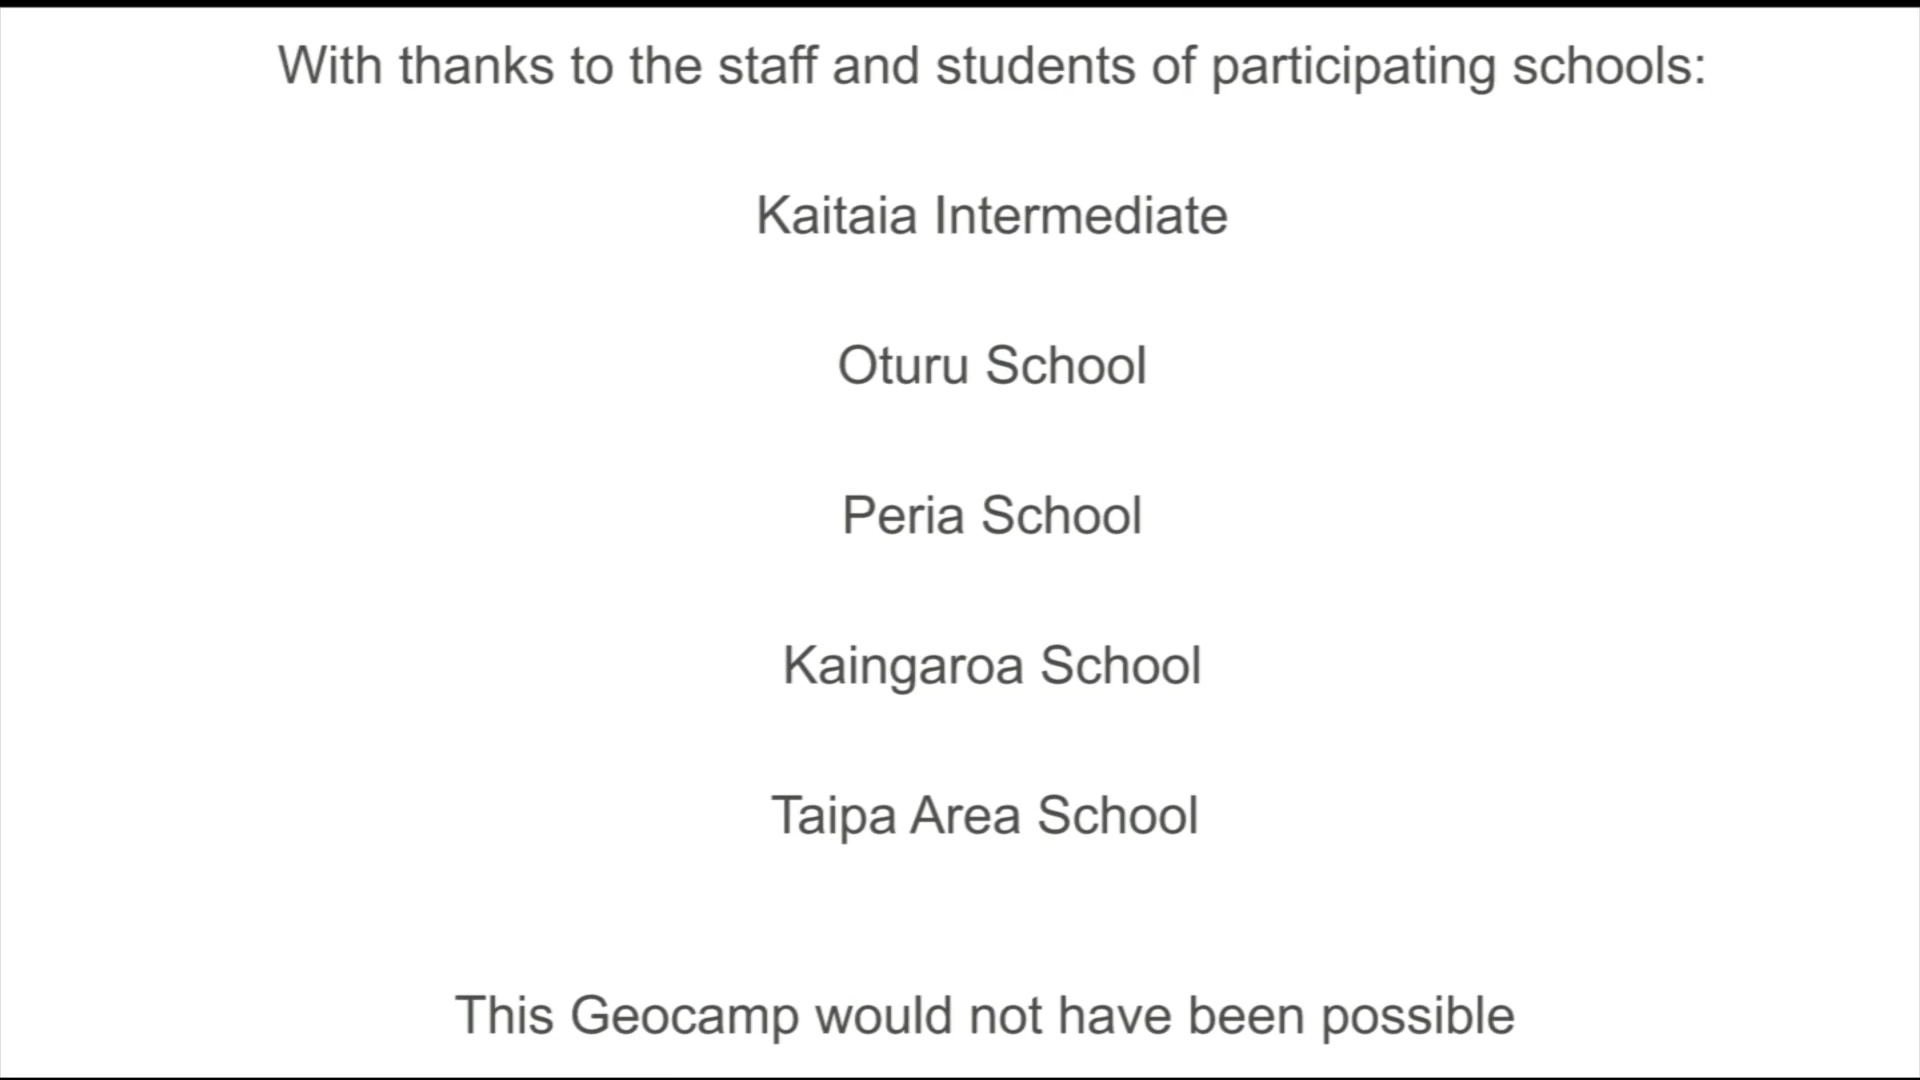 With thanks to the staff and students of participating schools:
Kaitaia Intermediate
Oturu School
Peria School
Kaingaroa School
Taipa Area School
This Geocamp would not have been possible